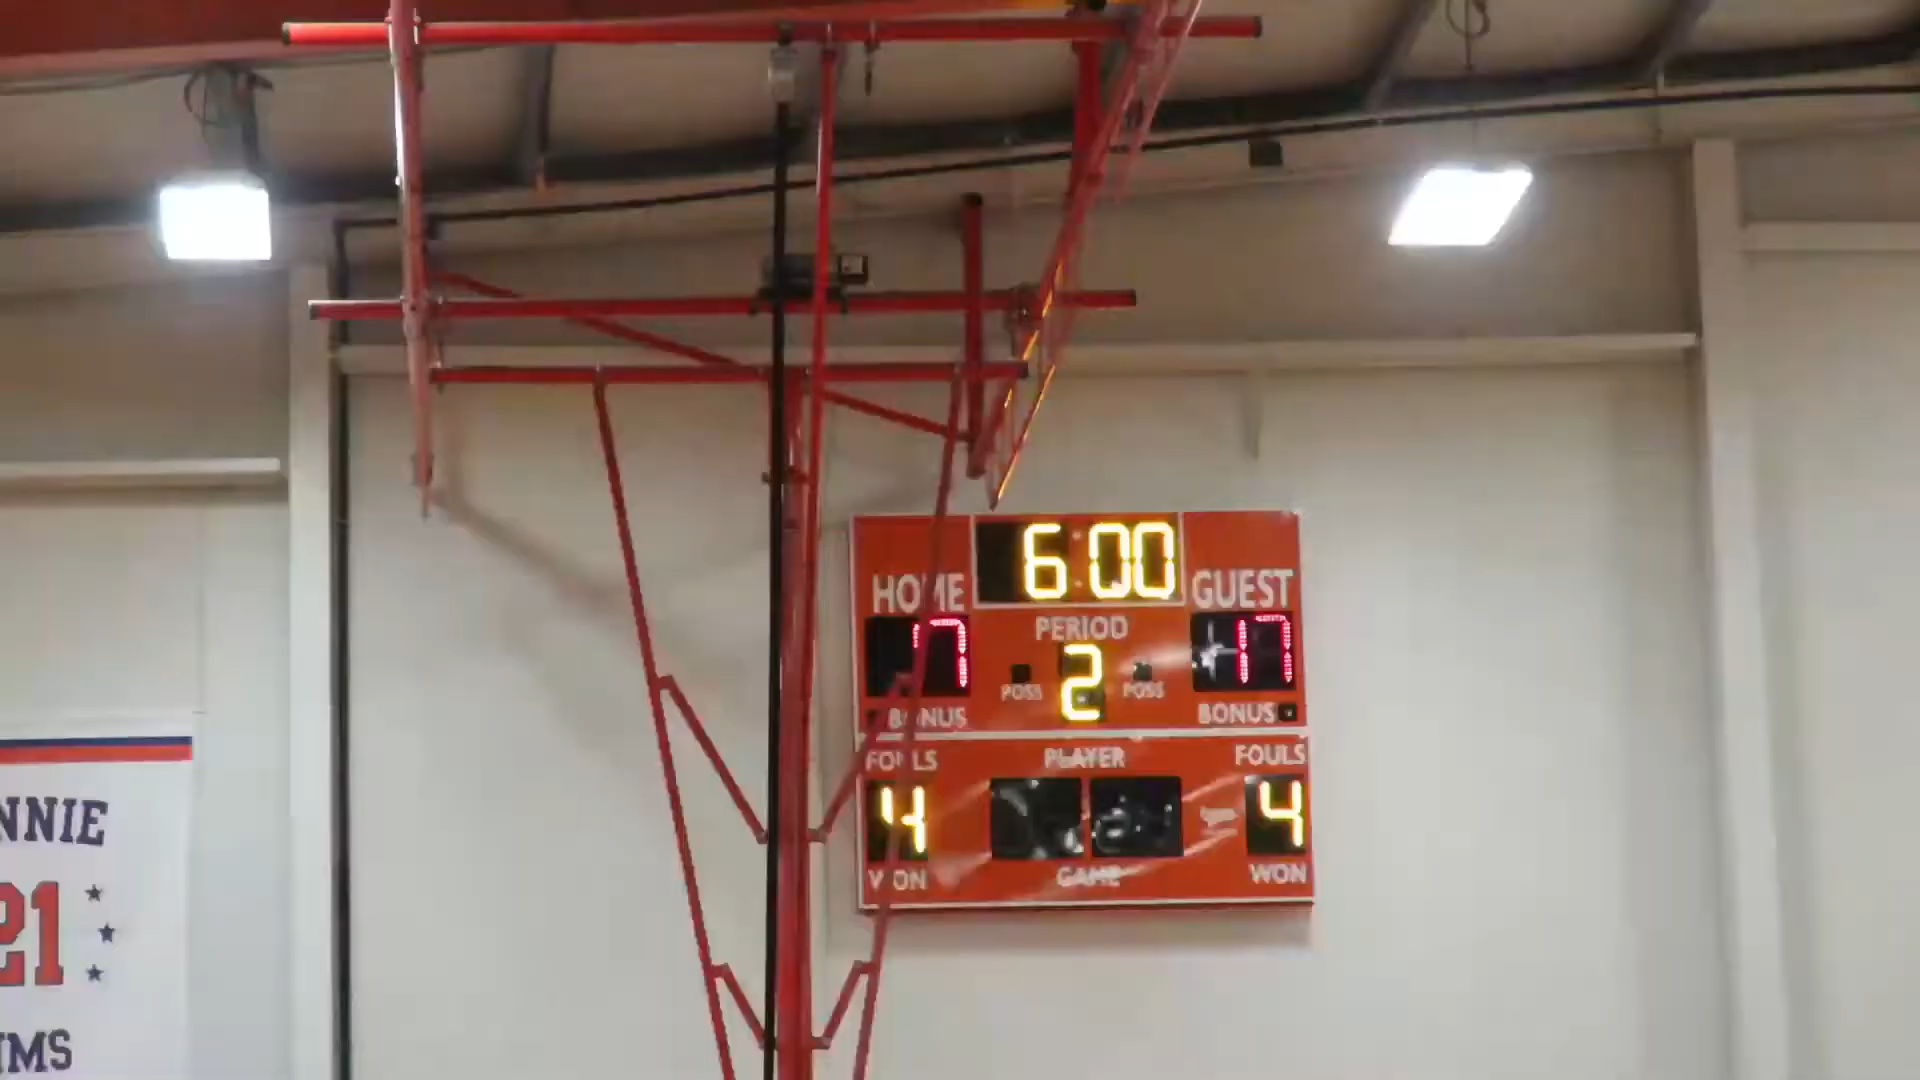 6:00
HOME
GUEST
7
PERIOD
17
2
POSS
POSS
BONUS
BONUS
FOULS
PLAYER
FOULS
4
4
WON
GAME
WON
NNIE
21
IMS